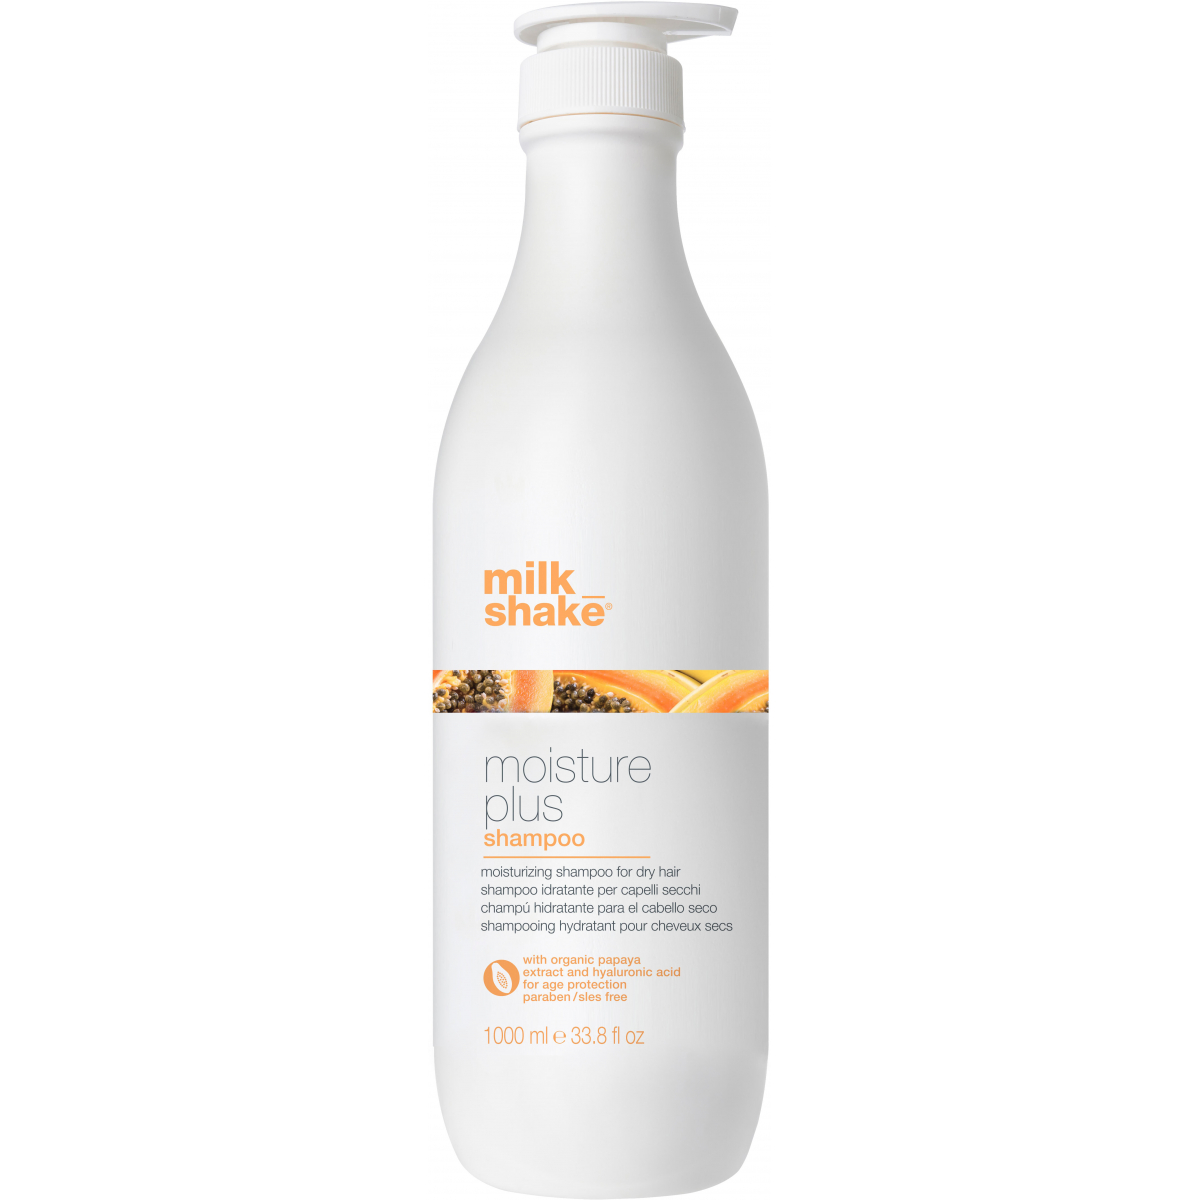 milk_
shake®
moisture
plus
shampoo
moisturizing shampoo for dry hair
shampoo idratante per capelli secchi
champú hidratante para el cabello seco
shampooing hydratant pour cheveux secs
with organic papaya
extract and hyaluronic acid
for age protection
paraben/sles free
1000 ml ℮ 33.8 fl oz